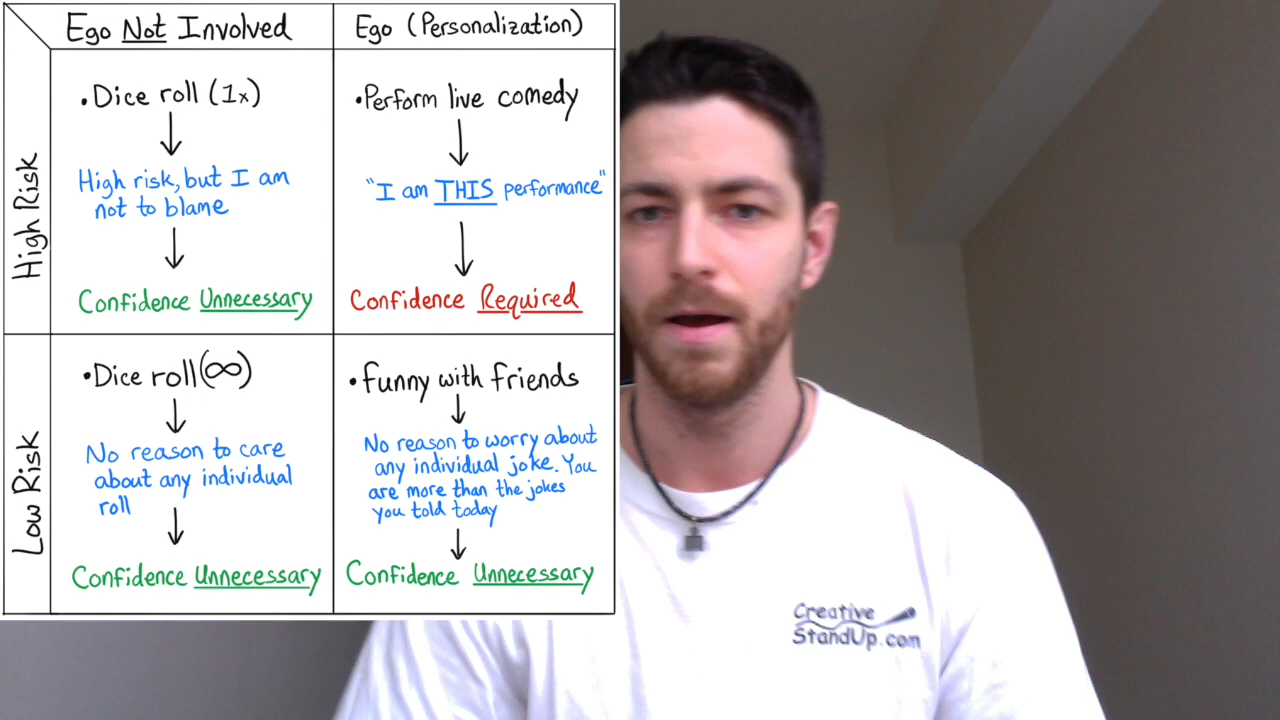 Ego Not Involved
Ego (Personalization)
High Risk
• Dice roll (1x)
High risk, but I am
not to blame
Confidence Unnecessary
• Perform live comedy
"I am THIS performance"
Confidence Required
Low Risk
• Dice roll (∞)
No reason to care
about any individual
roll
Confidence Unnecessary
• Funny with friends
No reason to worry about
any individual joke. You
are more than the jokes
you told today
Confidence Unnecessary
Creative
StandUp.com